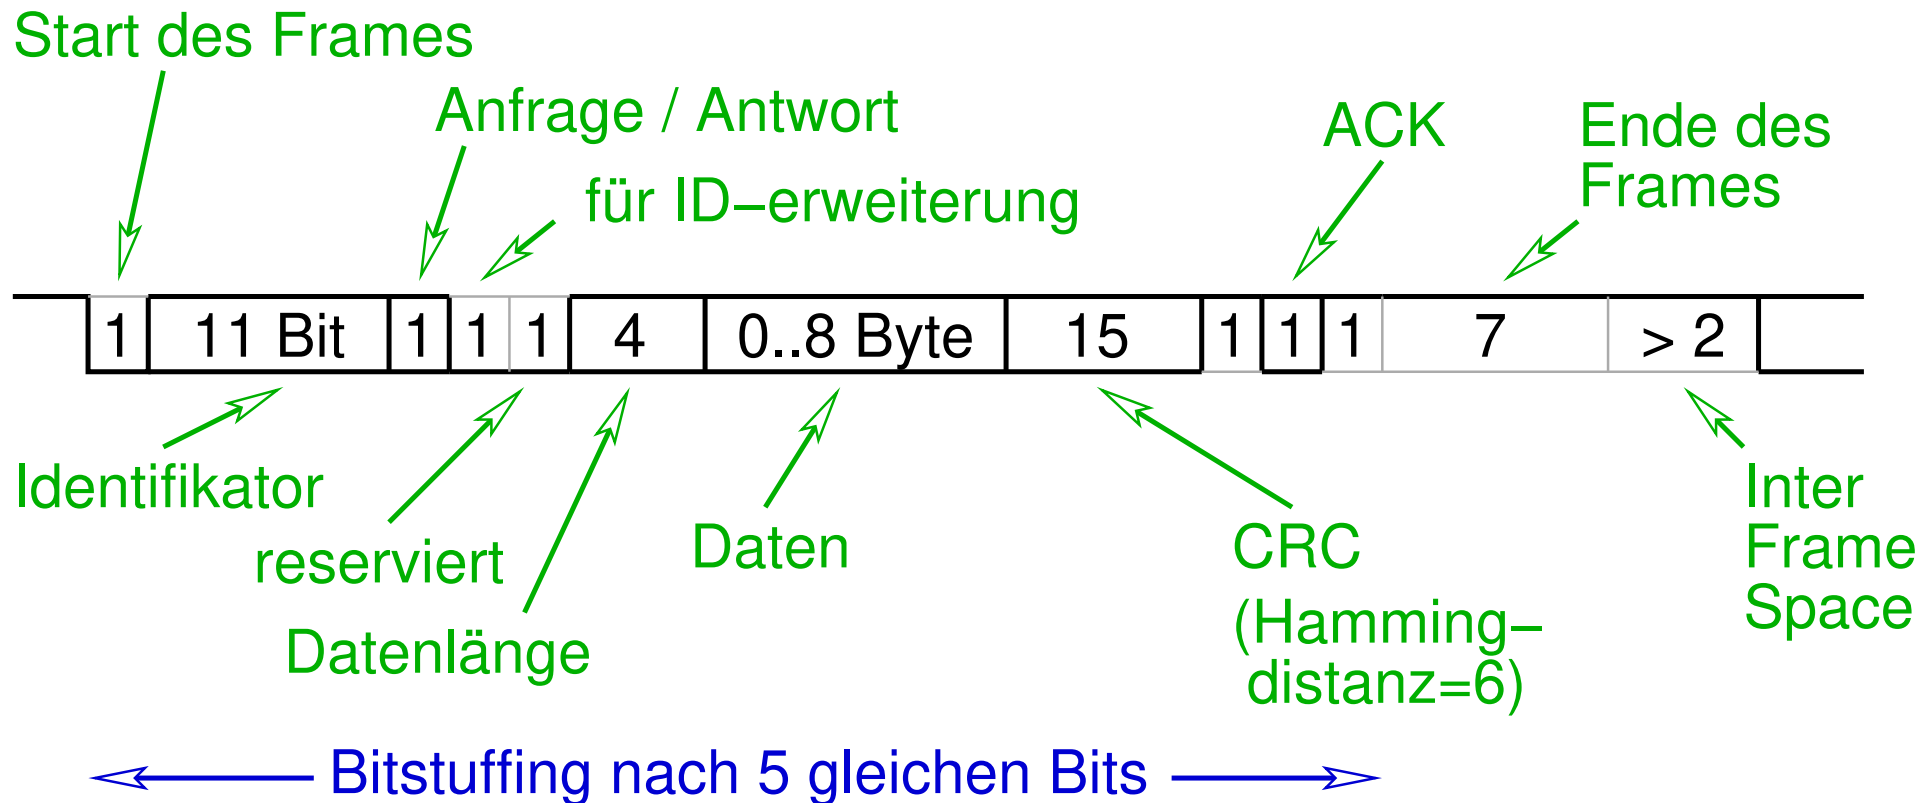 Start des Frames
Anfrage / Antwort
für ID–erweiterung
ACK
Ende des
Frames
1 11 Bit 1 1 1 4 0..8 Byte 15 1 1 1 7 > 2
Identifikator
reserviert
Datenlänge
Daten
CRC
(Hamming–
distanz=6)
Inter
Frame
Space
Bitstuffing nach 5 gleichen Bits